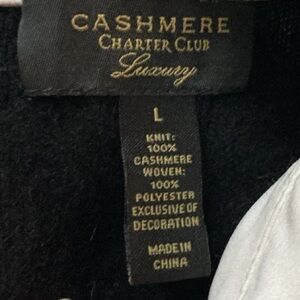 CASHMERE
CHARTER CLUB
Luxury
L
KNIT:
100%
CASHMERE
WOVEN:
100%
POLYESTER
EXCLUSIVE OF
DECORATION
MADE IN
CHINA